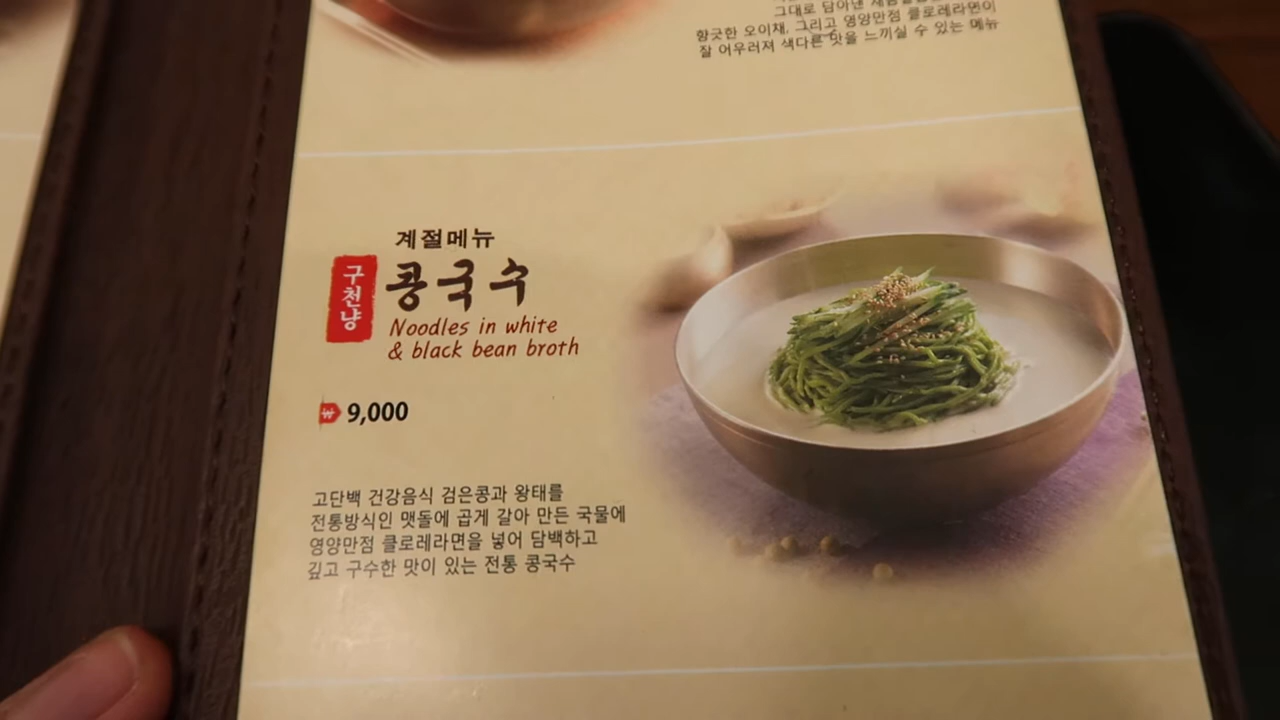 그대로 담아낸
향긋한 오이채, 그리고 영양만점 클로레라면이
잘 어우러져 색다른 맛을 느끼실 수 있는 메뉴
계절메뉴
구천냥
콩국수
Noodles in white
& black bean broth
₩ 9,000
고단백 건강음식 검은콩과 왕태를
전통방식인 맷돌에 곱게 갈아 만든 국물에
영양만점 클로레라면을 넣어 담백하고
깊고 구수한 맛이 있는 전통 콩국수